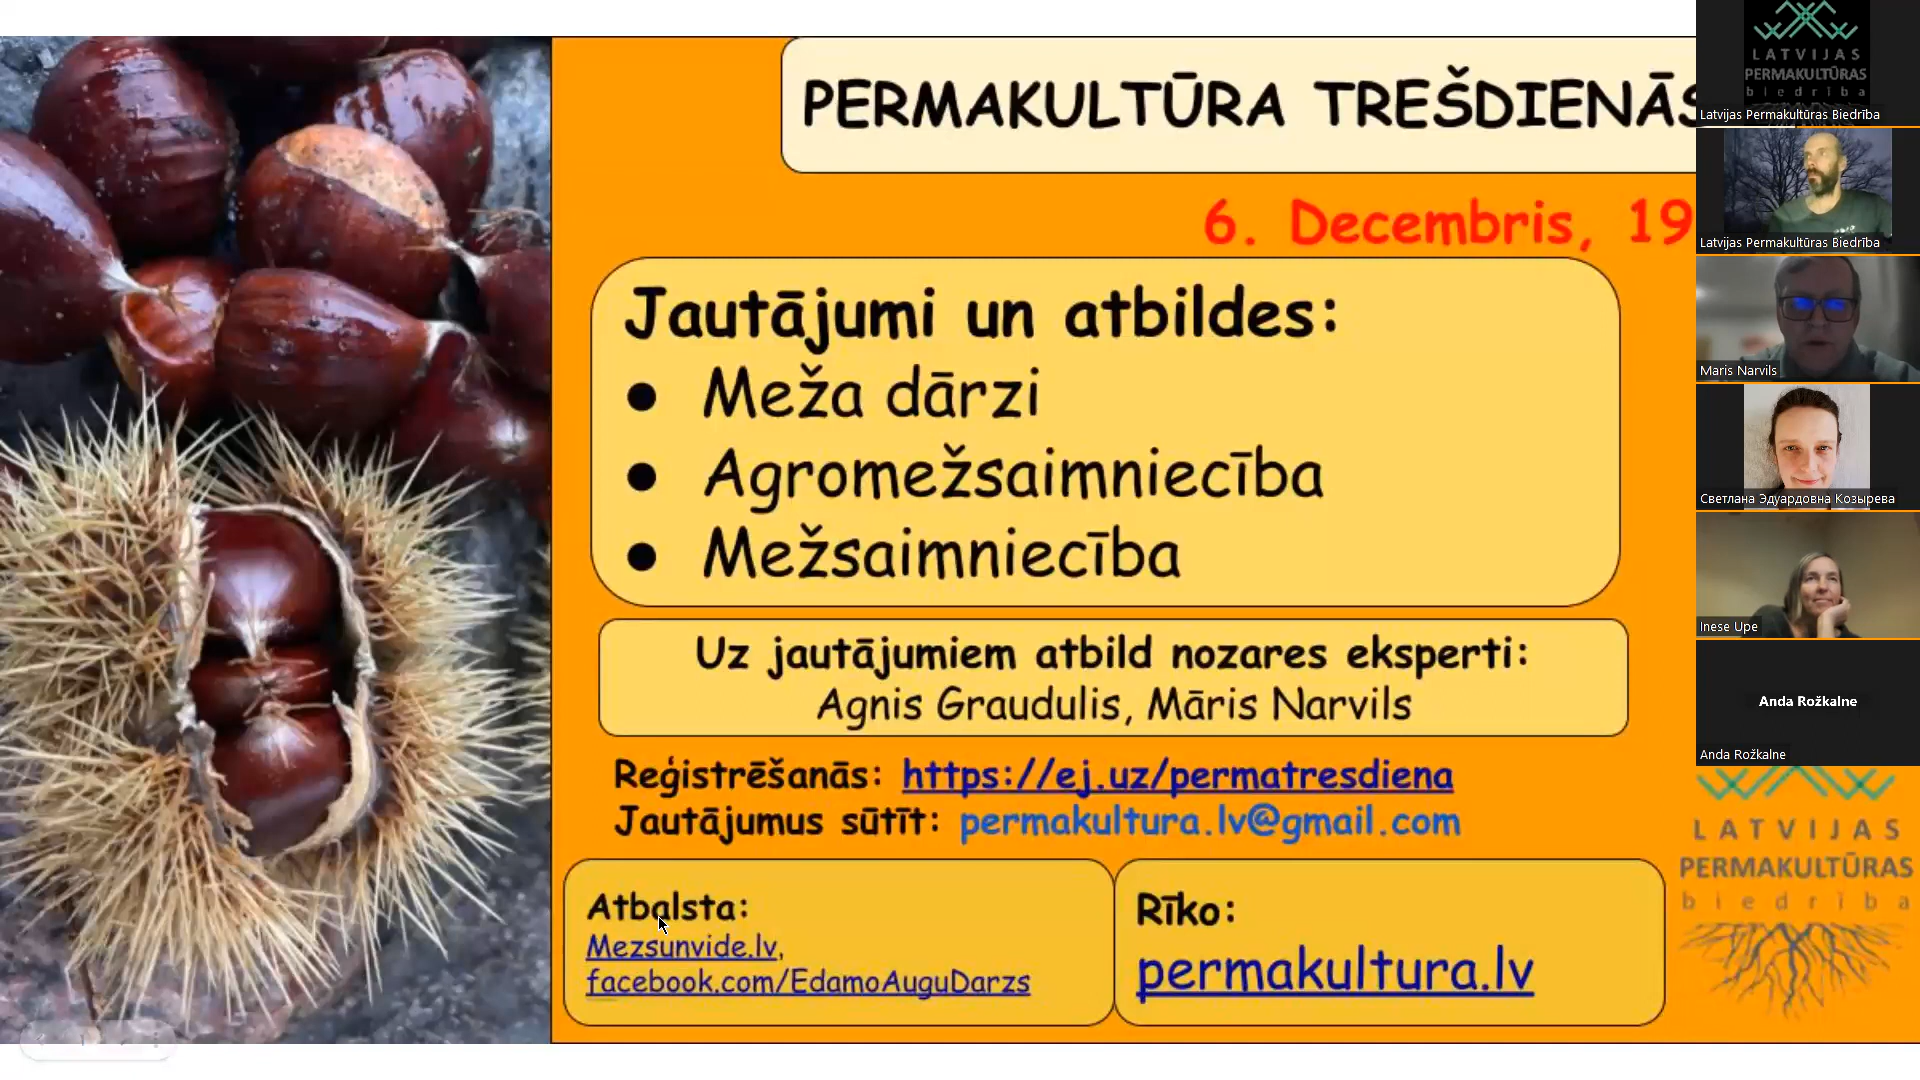 PERMAKULTŪRA TREŠDIENĀS
6. Decembris, 19
Jautājumi un atbildes:
● Meža dārzi
● Agromežsaimniecība
● Mežsaimniecība
Uz jautājumiem atbild nozares eksperti:
Agnis Graudulis, Māris Narvils
Reģistrēšanās: https://ej.uz/permatresdiena
Jautājumus sūtīt: permakultura.lv@gmail.com
Atbalsta:
Mezsunvide.lv,
facebook.com/EdamoAuguDarzs
Rīko:
permakultura.lv
LATVIJAS
PERMAKULTŪRAS
biedrība
Latvijas Permakultūras Biedrība
Latvijas Permakultūras Biedrība
Maris Narvils
Светлана Эдуардовна Козырева
Inese Upe
Anda Rožkalne
Anda Rožkalne
LATVIJAS
PERMAKULTŪRAS
biedrība